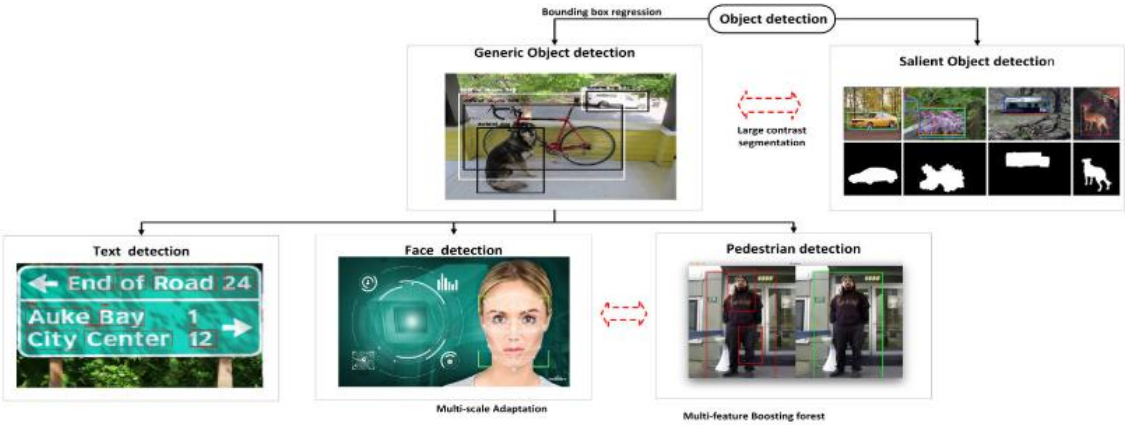 Bounding box regression
Object detection
Generic Object detection
Salient Object detection
Large contrast
segmentation
Text detection
Face detection
Pedestrian detection
End of Road 24
Auke Bay 1
City Center 12
Multi-scale Adaptation
Multi-feature Boosting forest